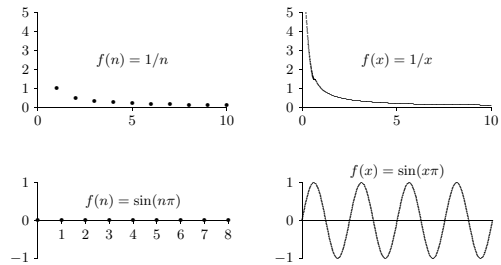 5
4
3
2
1
0
f(n) = 1/n
0 5 10
5
4
3
2
1
0
f(x) = 1/x
0 5 10
1
0
−1
f(n) = sin(nπ)
1 2 3 4 5 6 7 8
f(x) = sin(xπ)
1
0
−1